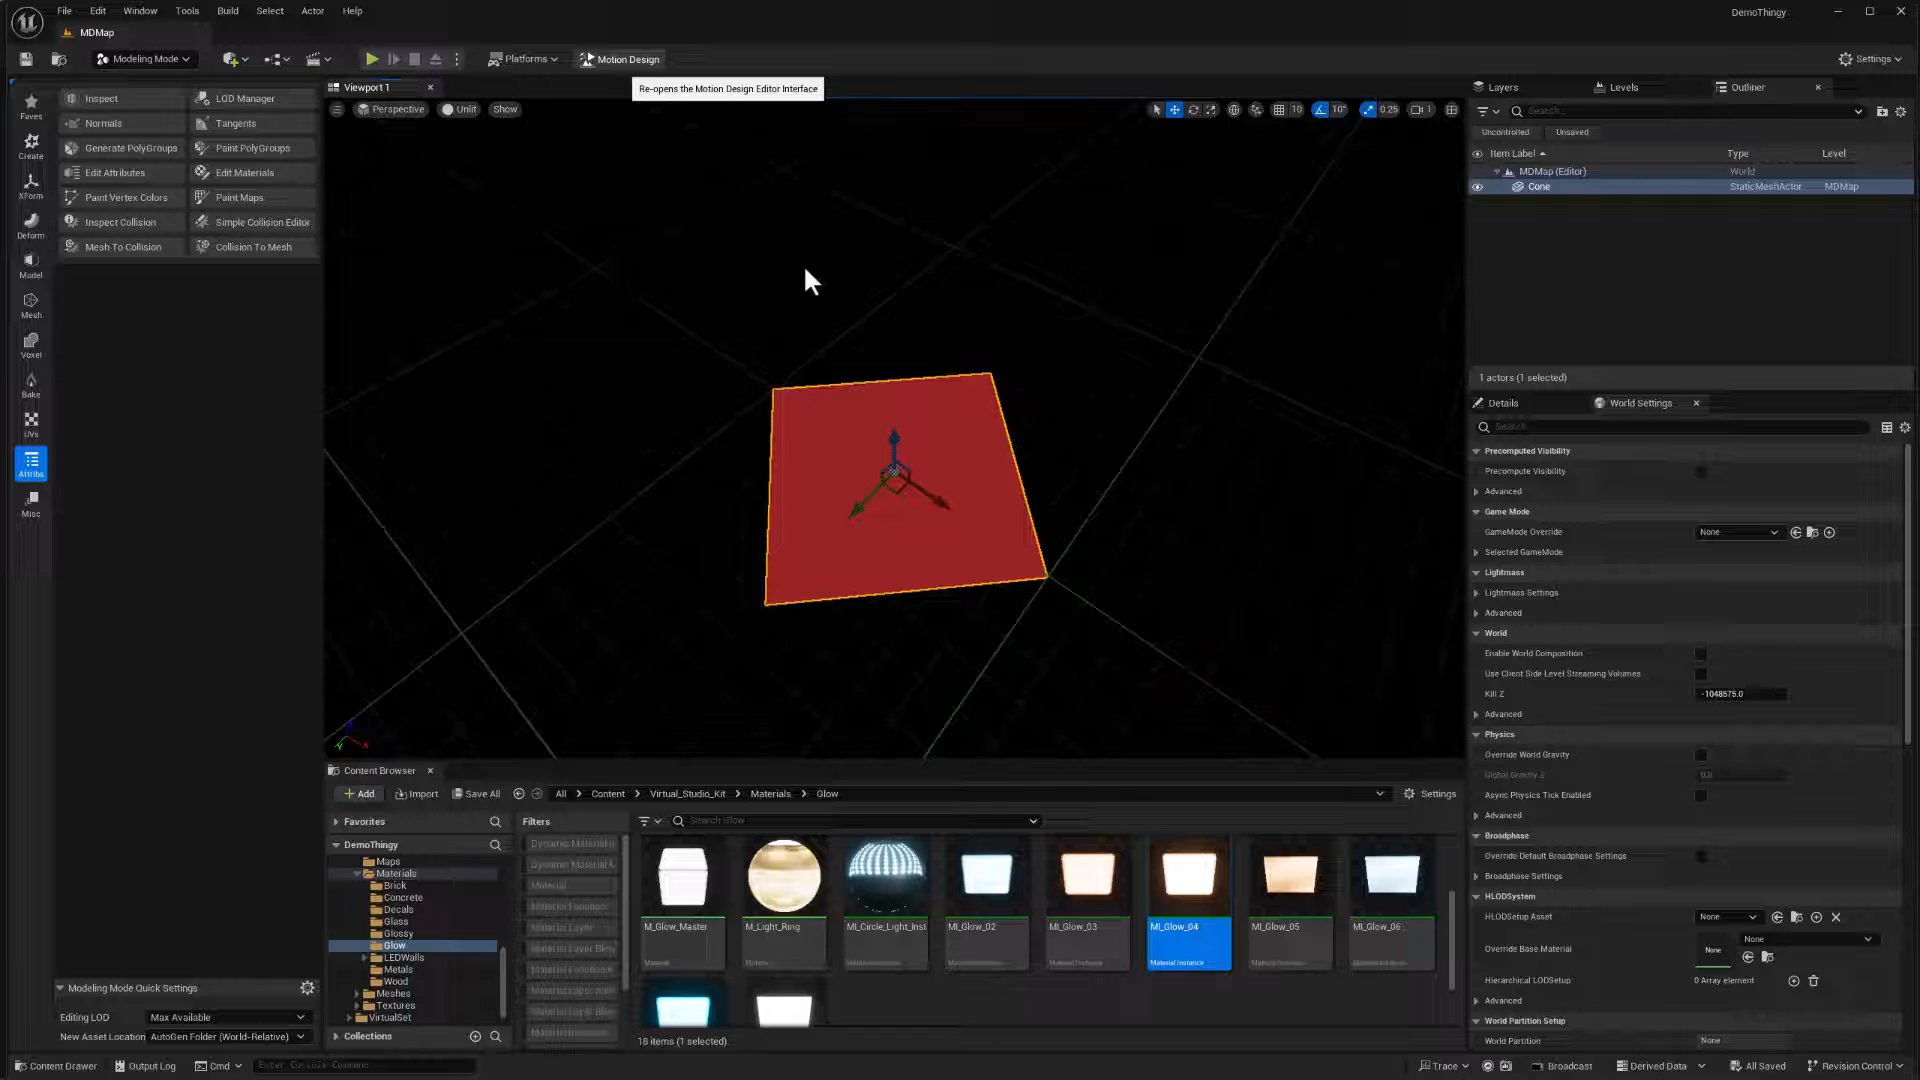 File Edit Window Tools Build Select Actor Help
DemoThingy
MDMap
Modeling Mode
Platforms
Motion Design
Settings
Re-opens the Motion Design Editor Interface
Viewport 1
Perspective
Unlit
Show
10
10°
0.25
1
Faves
Create
XForm
Deform
Model
Mesh
Voxel
Bake
UVs
Attribs
Misc
Inspect
LOD Manager
Normals
Tangents
Generate PolyGroups
Paint PolyGroups
Edit Attributes
Edit Materials
Paint Vertex Colors
Paint Maps
Inspect Collision
Simple Collision Editor
Mesh To Collision
Collision To Mesh
Modeling Mode Quick Settings
Editing LOD
Max Available
New Asset Location
AutoGen Folder (World-Relative)
Layers
Levels
Outliner
Search...
Uncontrolled
Unsaved
Item Label
Type
Level
MDMap (Editor)
World
Cone
StaticMeshActor
MDMap
1 actors (1 selected)
Details
World Settings
Search
Precomputed Visibility
Precompute Visibility
Advanced
Game Mode
GameMode Override
None
Selected GameMode
Lightmass
Lightmass Settings
Advanced
World
Enable World Composition
Use Client Side Level Streaming Volumes
Kill Z
-1048575.0
Advanced
Physics
Override World Gravity
Global Gravity Z
0.0
Async Physics Tick Enabled
Advanced
Broadphase
Override Default Broadphase Settings
Broadphase Settings
HLODSystem
HLODSetup Asset
None
Override Base Material
None
None
Hierarchical LODSetup
0 Array element
Advanced
World Partition Setup
World Partition
None
Content Browser
Add
Import
Save All
All
Content
Virtual_Studio_Kit
Materials
Glow
Settings
Favorites
DemoThingy
Maps
Materials
Brick
Concrete
Decals
Glass
Glossy
Glow
LEDWalls
Metals
Wood
Meshes
Textures
VirtualSet
Collections
Filters
Material
Material Layer
Search Glow
M_Glow_Master
M_Light_Ring
MI_Circle_Light_Inst
MI_Glow_02
MI_Glow_03
MI_Glow_04
MI_Glow_05
MI_Glow_06
Material Instance
18 items (1 selected)
Content Drawer
Output Log
Cmd
Enter Console Command
Trace
Broadcast
Derived Data
All Saved
Revision Control